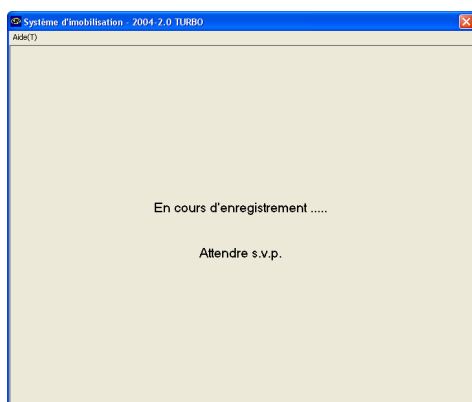 Système d'imobilisation - 2004-2.0 TURBO
Aide(T)
En cours d'enregistrement .....
Attendre s.v.p.